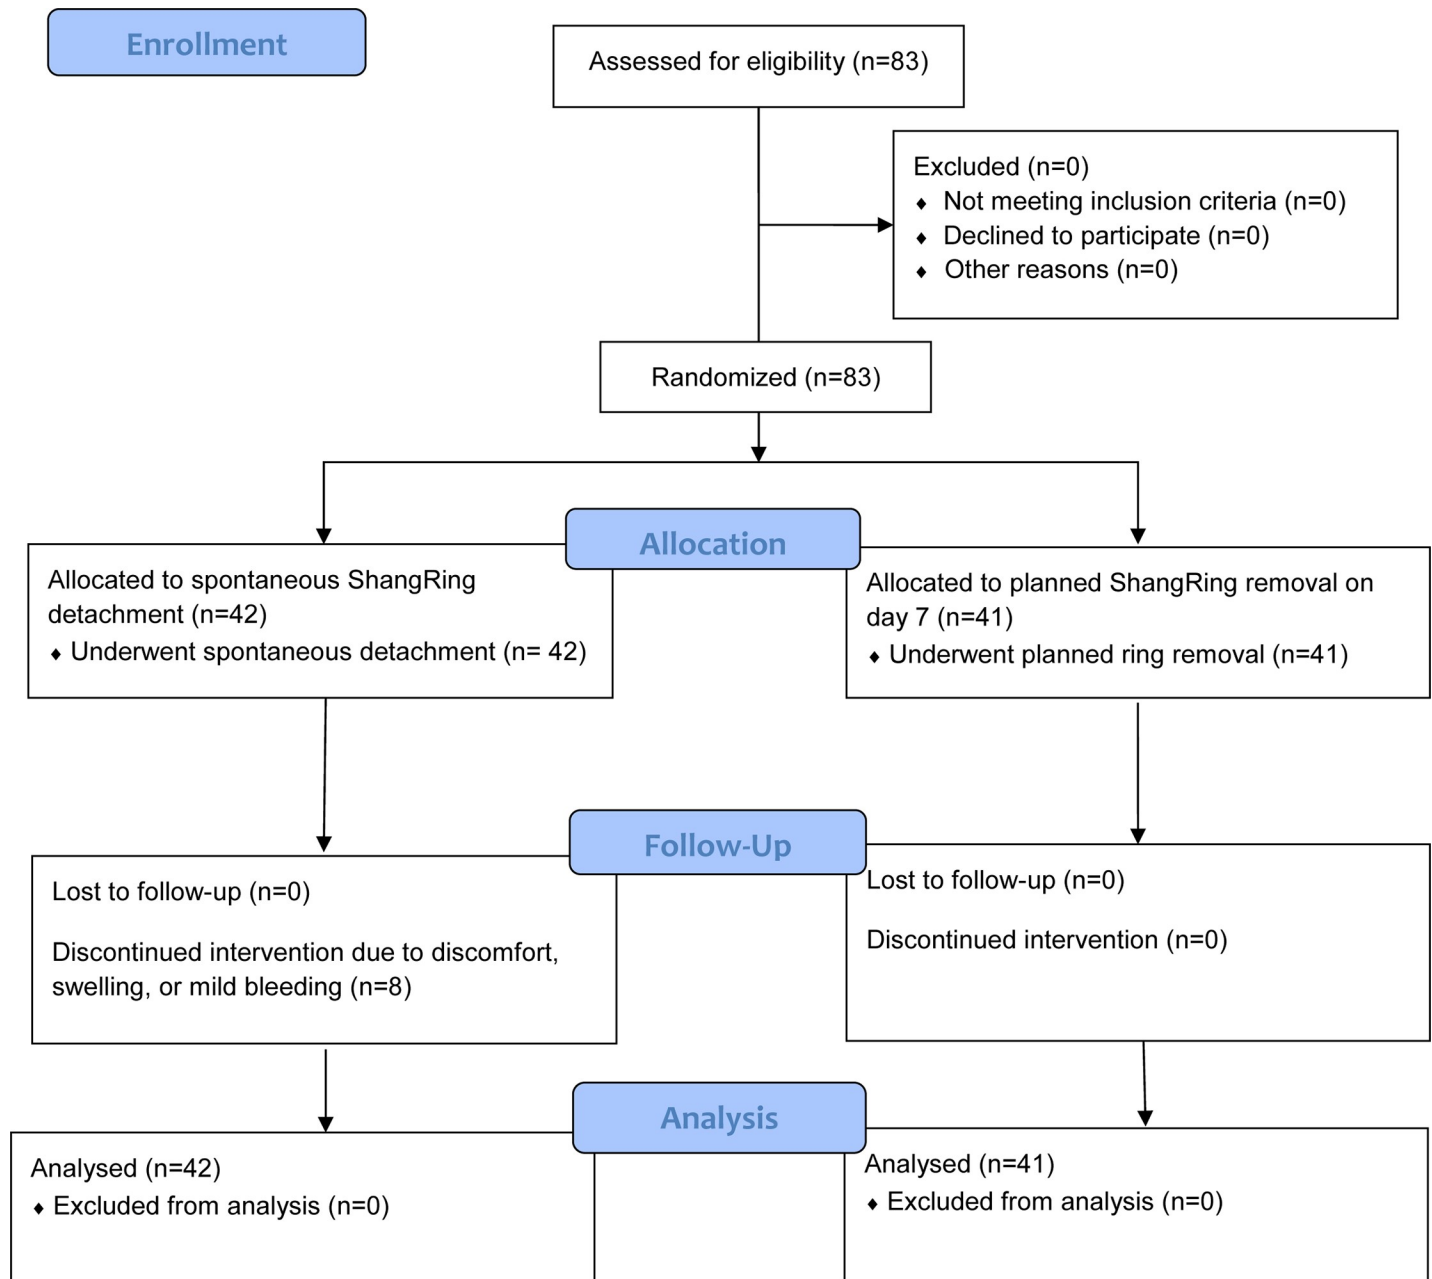 Enrollment
Assessed for eligibility (n=83)
Excluded (n=0)
♦ Not meeting inclusion criteria (n=0)
♦ Declined to participate (n=0)
♦ Other reasons (n=0)
Randomized (n=83)
Allocation
Allocated to spontaneous ShangRing
detachment (n=42)
♦ Underwent spontaneous detachment (n= 42)
Allocated to planned ShangRing removal on
day 7 (n=41)
♦ Underwent planned ring removal (n=41)
Follow-Up
Lost to follow-up (n=0)
Discontinued intervention due to discomfort,
swelling, or mild bleeding (n=8)
Lost to follow-up (n=0)
Discontinued intervention (n=0)
Analysis
Analysed (n=42)
♦ Excluded from analysis (n=0)
Analysed (n=41)
♦ Excluded from analysis (n=0)